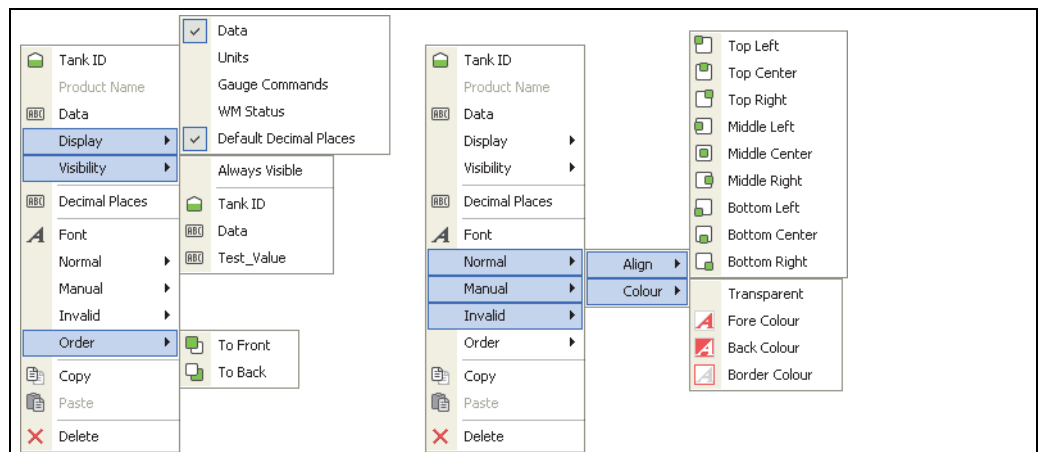 Tank ID
Product Name
Data
Display
Visibility
Decimal Places
Font
Normal
Manual
Invalid
Order
Copy
Paste
Delete
Data
Units
Gauge Commands
WM Status
Default Decimal Places
Always Visible
Tank ID
Data
Test_Value
To Front
To Back
Tank ID
Product Name
Data
Display
Visibility
Decimal Places
Font
Normal
Manual
Invalid
Order
Copy
Paste
Delete
Align
Colour
Top Left
Top Center
Top Right
Middle Left
Middle Center
Middle Right
Bottom Left
Bottom Center
Bottom Right
Transparent
Fore Colour
Back Colour
Border Colour